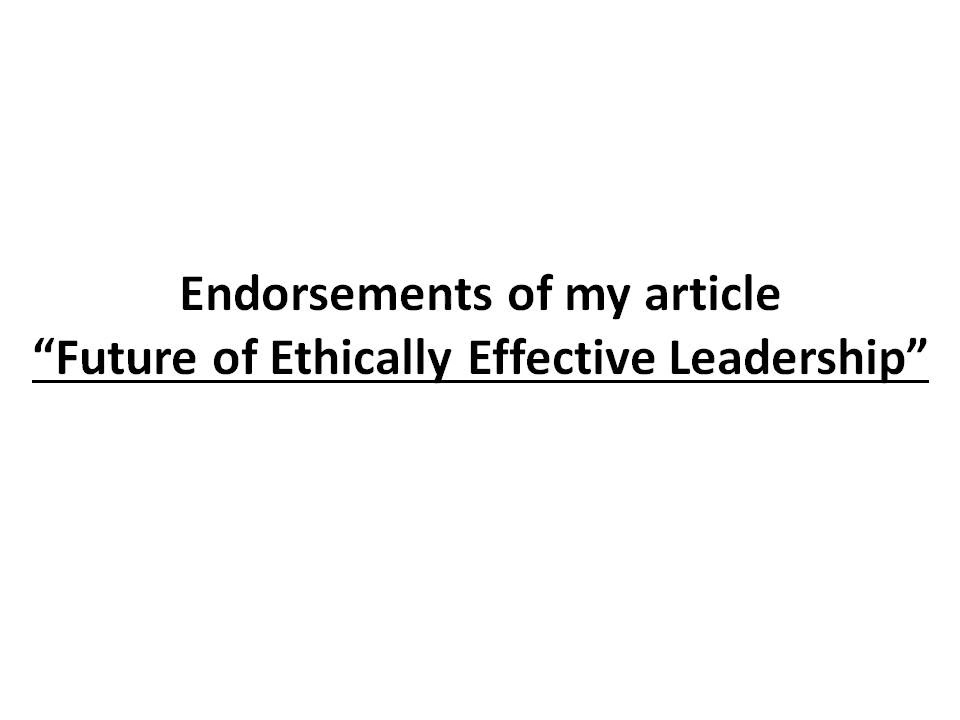 Endorsements of my article
“Future of Ethically Effective Leadership”